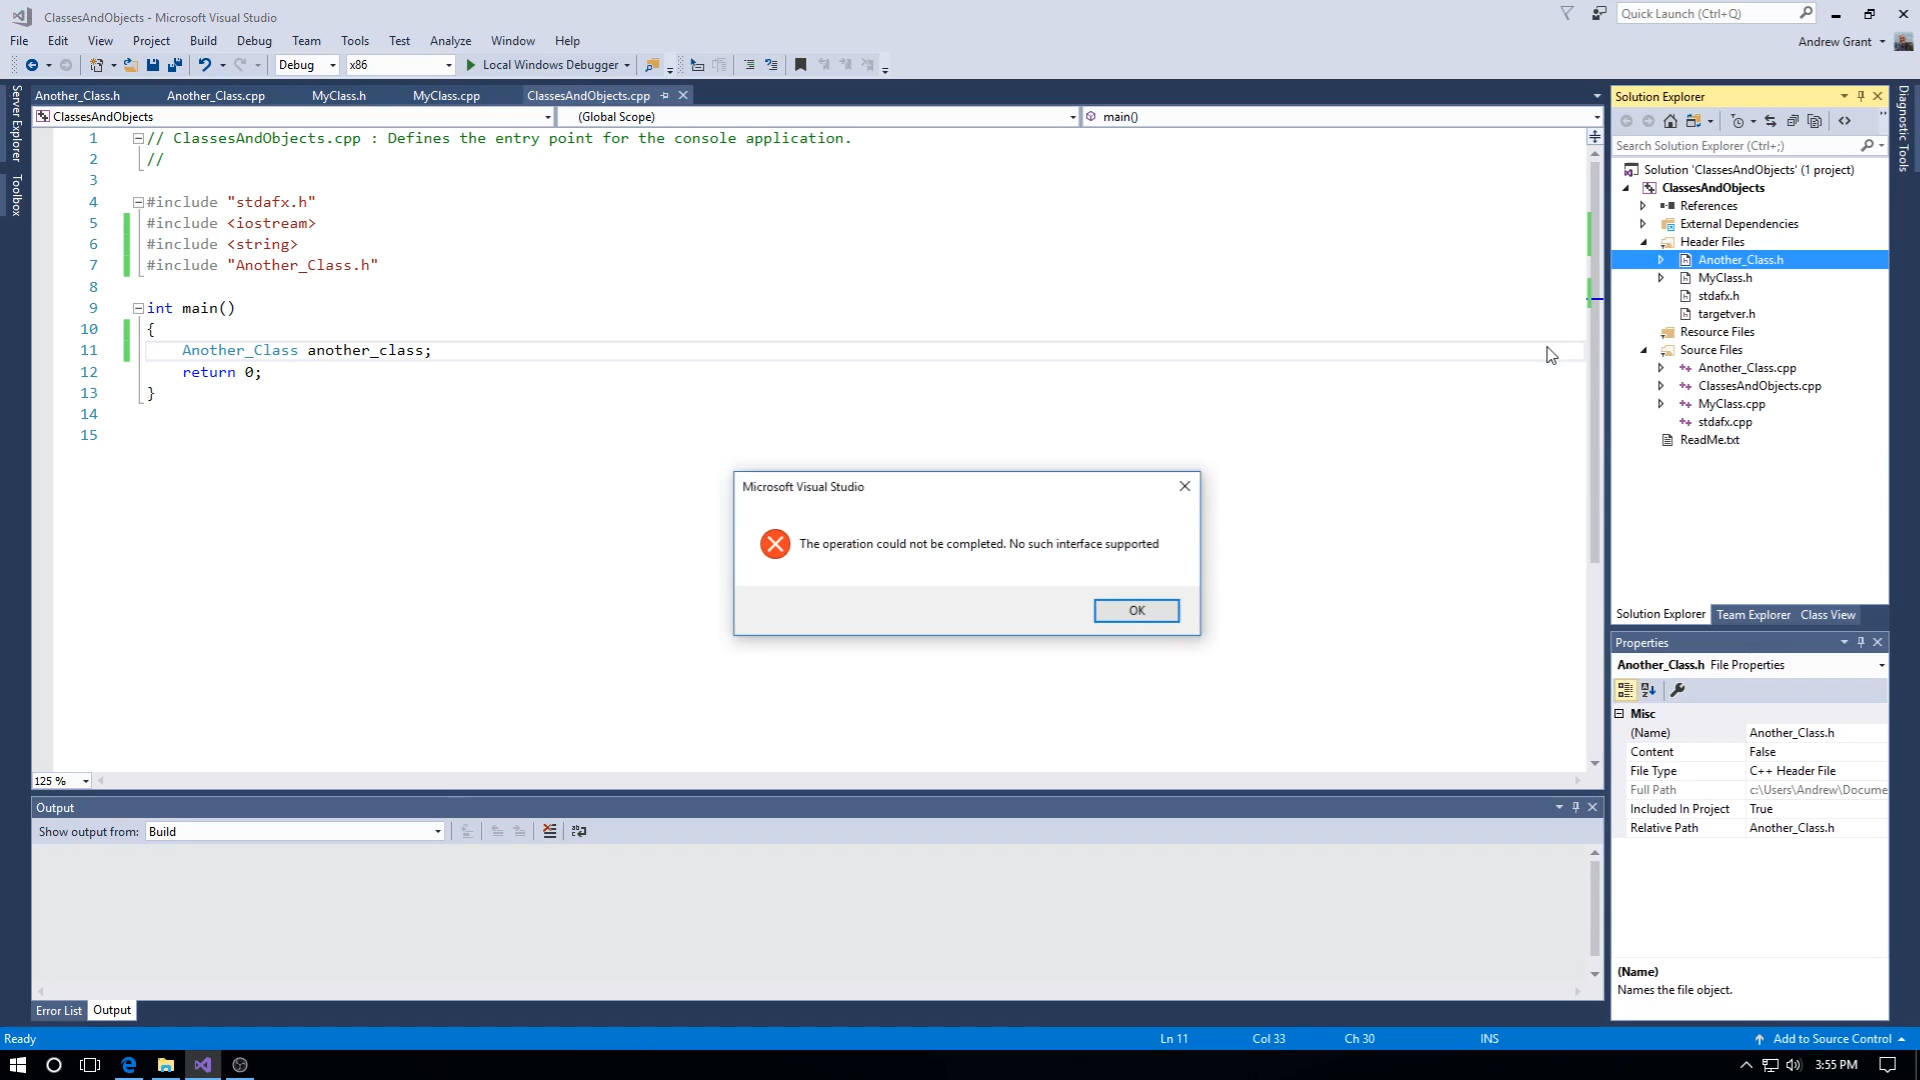 ClassesAndObjects - Microsoft Visual Studio
Quick Launch (Ctrl+Q)
File Edit View Project Build Debug Team Tools Test Analyze Window Help
Andrew Grant
Debug x86 Local Windows Debugger
Server Explorer
Toolbox
Another_Class.h Another_Class.cpp MyClass.h MyClass.cpp ClassesAndObjects.cpp
ClassesAndObjects (Global Scope) main()
1 // ClassesAndObjects.cpp : Defines the entry point for the console application.
2 //
3
4 #include "stdafx.h"
5 #include <iostream>
6 #include <string>
7 #include "Another_Class.h"
8
9 int main()
10 {
11 Another_Class another_class;
12 return 0;
13 }
14
15
125 %
Microsoft Visual Studio
The operation could not be completed. No such interface supported
OK
Output
Show output from: Build
Error List Output
Solution Explorer
Search Solution Explorer (Ctrl+;)
Solution 'ClassesAndObjects' (1 project)
ClassesAndObjects
References
External Dependencies
Header Files
Another_Class.h
MyClass.h
stdafx.h
targetver.h
Resource Files
Source Files
Another_Class.cpp
ClassesAndObjects.cpp
MyClass.cpp
stdafx.cpp
ReadMe.txt
Solution Explorer Team Explorer Class View
Properties
Another_Class.h File Properties
Misc
(Name) Another_Class.h
Content False
File Type C++ Header File
Full Path c:\Users\Andrew\Docume
Included In Project True
Relative Path Another_Class.h
(Name)
Names the file object.
Diagnostic Tools
Ready Ln 11 Col 33 Ch 30 INS Add to Source Control
3:55 PM